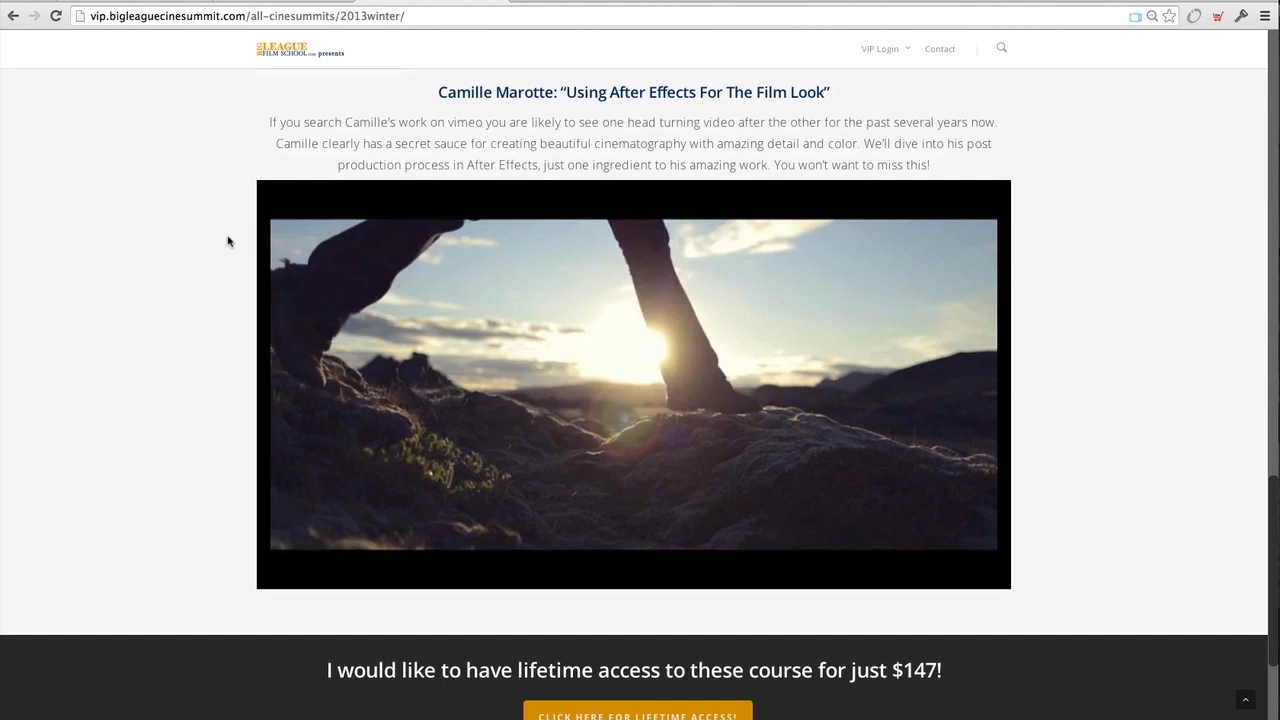 vip.bigleaguecinesummit.com/all-cinesummits/2013winter/
BIG LEAGUE
FILM SCHOOL.com presents
VIP Login
Contact
Camille Marotte: “Using After Effects For The Film Look”
If you search Camille’s work on vimeo you are likely to see one head turning video after the other for the past several years now.
Camille clearly has a secret sauce for creating beautiful cinematography with amazing detail and color. We’ll dive into his post
production process in After Effects, just one ingredient to his amazing work. You won’t want to miss this!
I would like to have lifetime access to these course for just $147!
CLICK HERE FOR LIFETIME ACCESS!